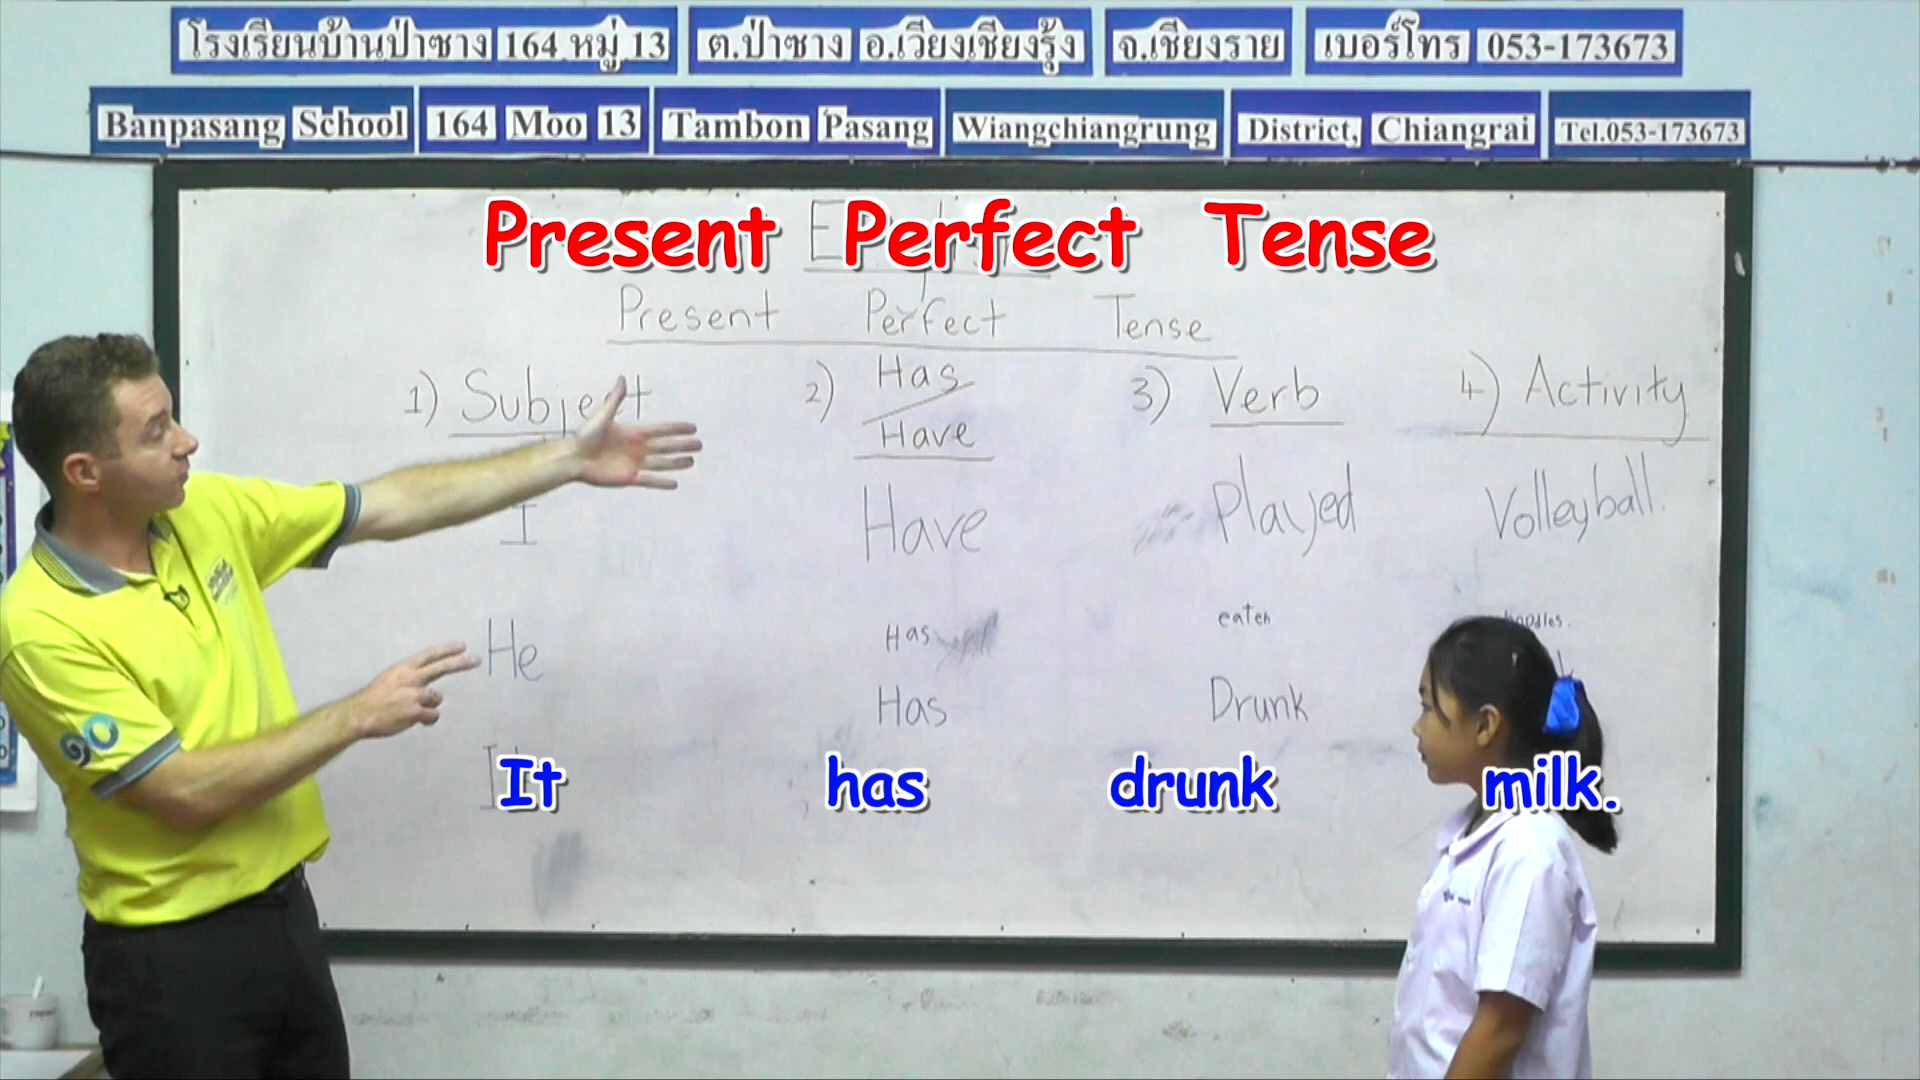 โรงเรียนบ้านป่าซาง 164 หมู่ 13 ต.ป่าซาง อ.เวียงเชียงรุ้ง จ.เชียงราย เบอร์โทร 053-173673
Banpasang School 164 Moo 13 Tambon Pasang Wiangchiangrung District, Chiangrai Tel.053-173673
Present Perfect Tense
Present Perfect Tense
1) Subject 2) Has / Have 3) Verb 4) Activity
I Have Played Volleyball.
eaten
He Has
Has Drunk
It has drunk milk.